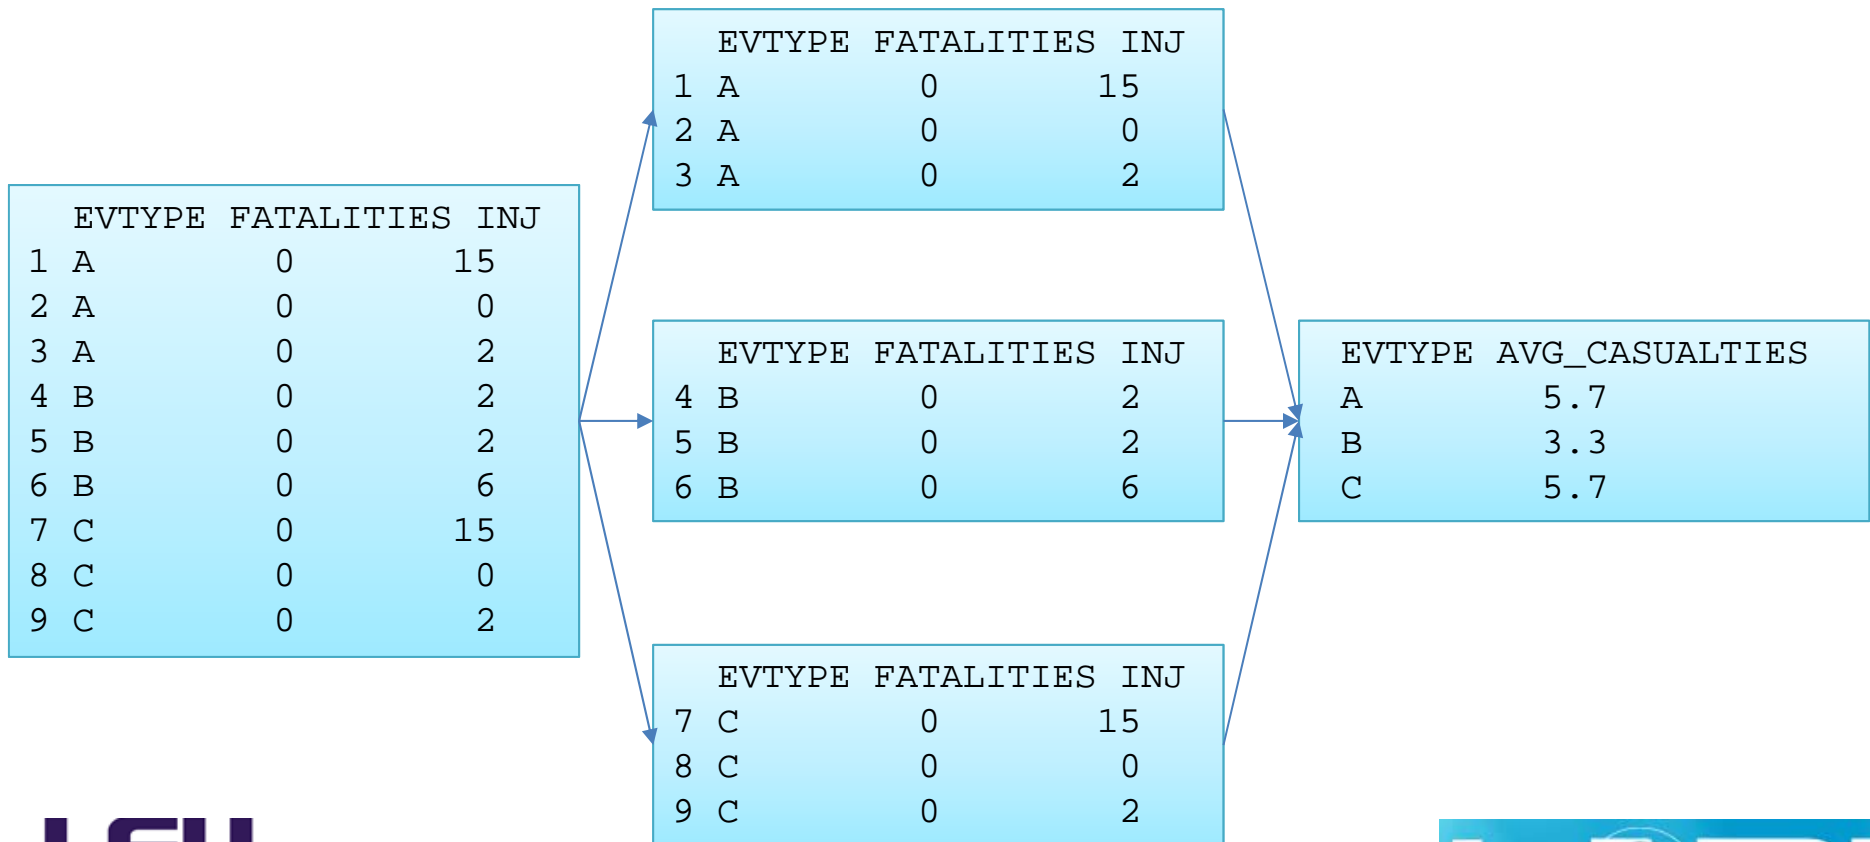 EVTYPE FATALITIES INJ
1 A 0 15
2 A 0 0
3 A 0 2
4 B 0 2
5 B 0 2
6 B 0 6
7 C 0 15
8 C 0 0
9 C 0 2
EVTYPE FATALITIES INJ
1 A 0 15
2 A 0 0
3 A 0 2
EVTYPE FATALITIES INJ
4 B 0 2
5 B 0 2
6 B 0 6
EVTYPE FATALITIES INJ
7 C 0 15
8 C 0 0
9 C 0 2
EVTYPE AVG_CASUALTIES
A 5.7
B 3.3
C 5.7